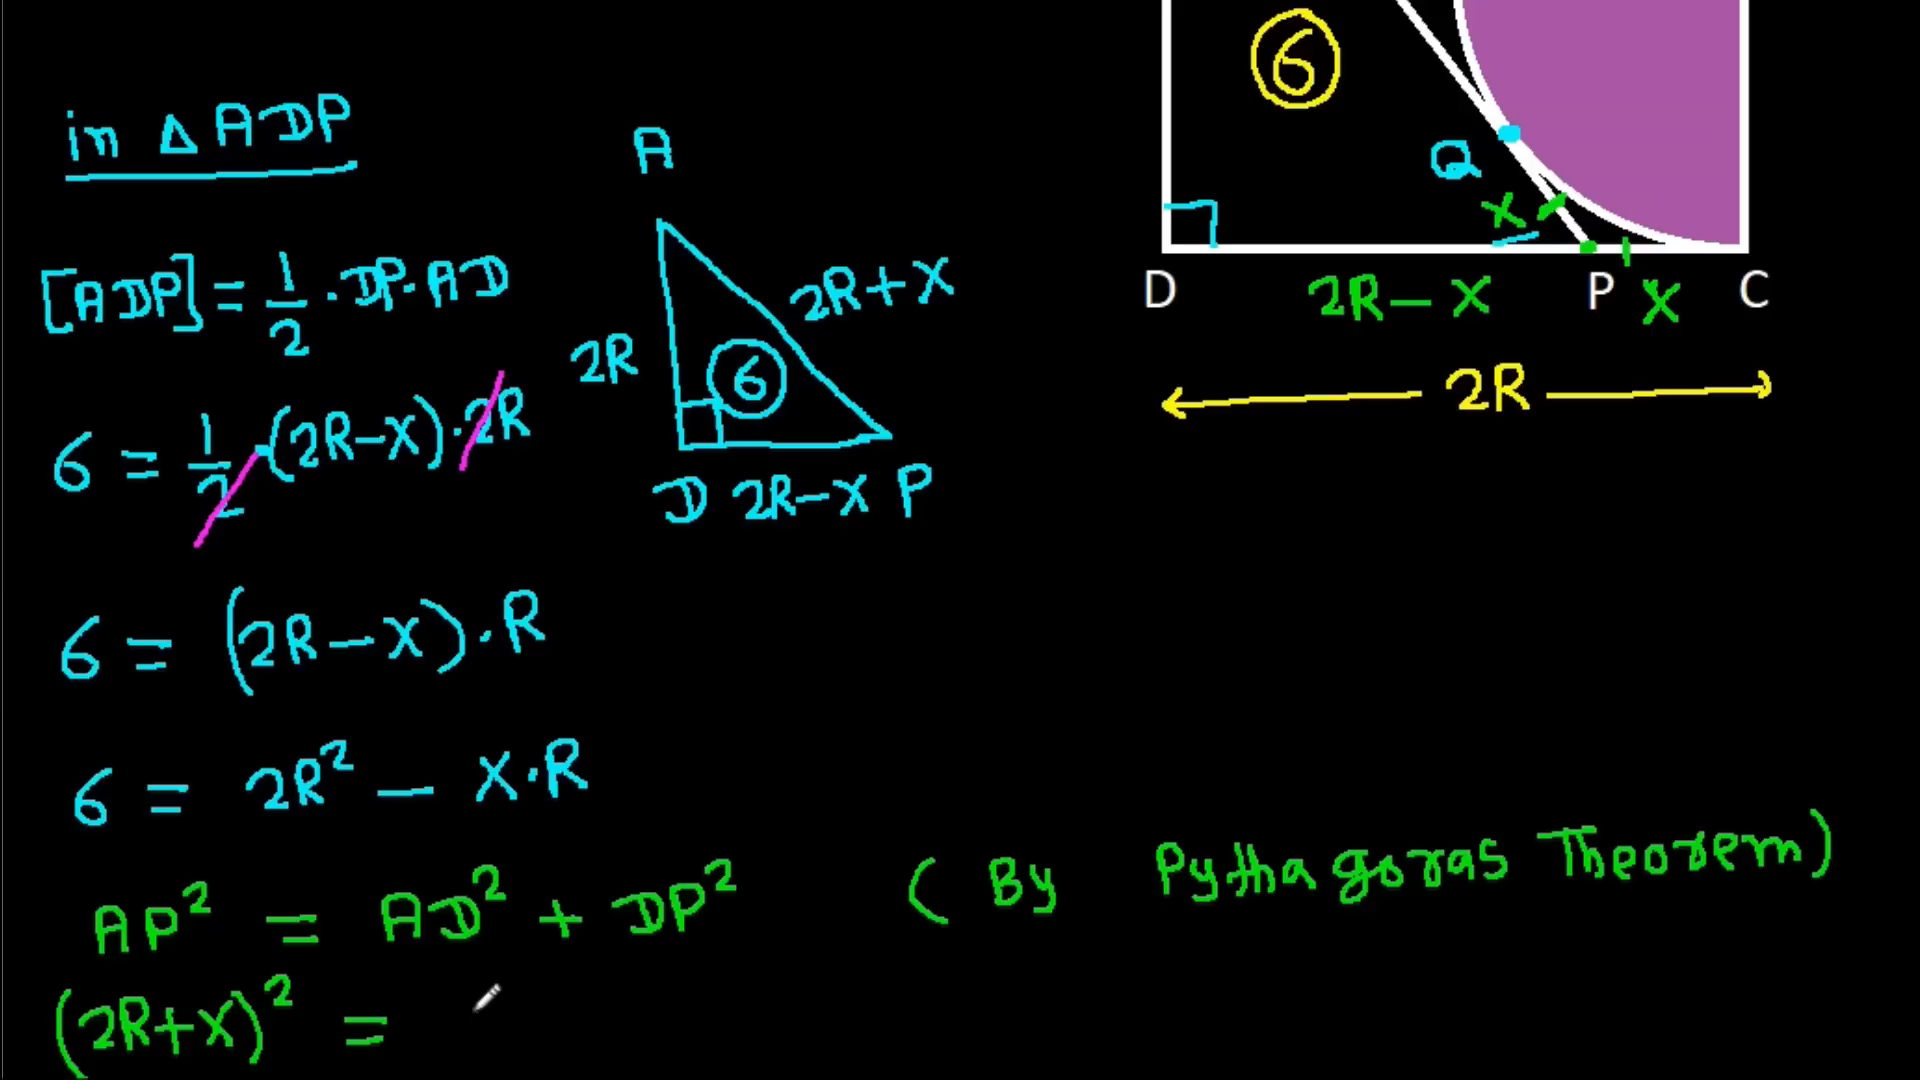 in Δ ADP
[ADP] = 1/2 · DP · AD
6 = 1/2 · (2R-X) · 2R
6 = (2R-X) · R
6 = 2R² - X·R
AP² = AD² + DP² (By Pythagoras Theorem)
(2R+X)² =
A
2R
2R+X
6
D 2R-X P
6
Q
X
D 2R-X P X C
2R